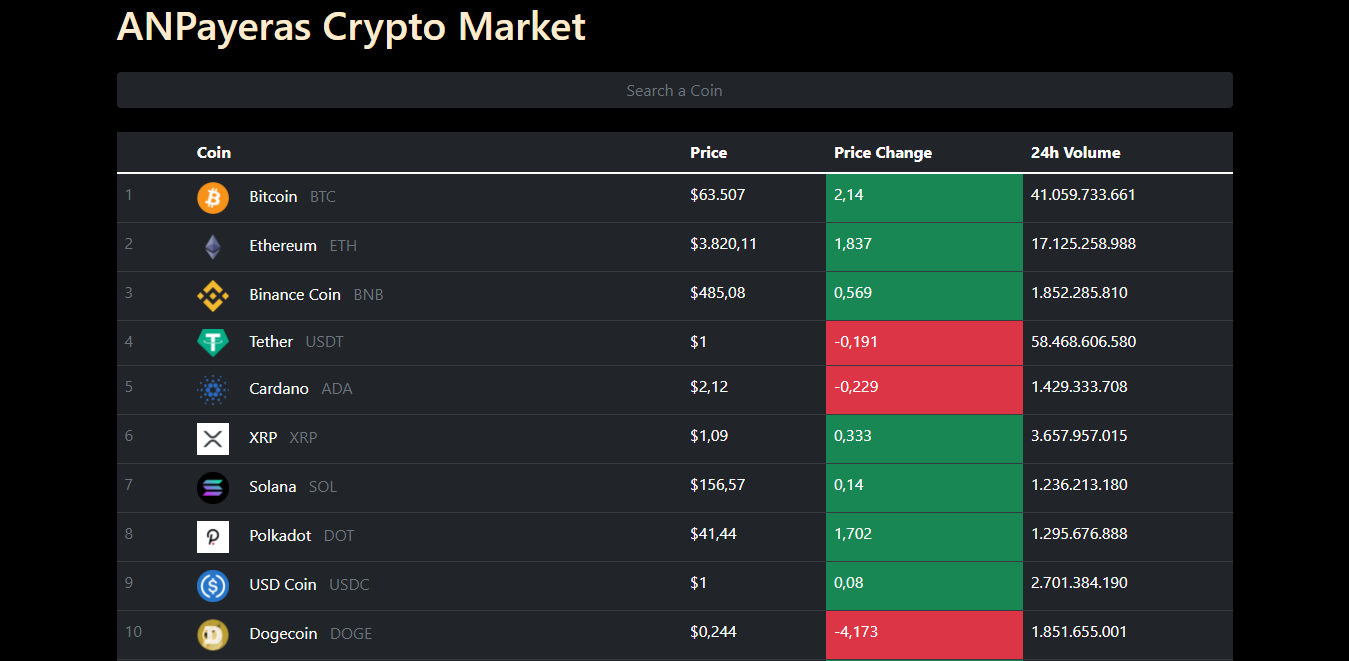 ANPayeras Crypto Market
Search a Coin
Coin Price Price Change 24h Volume
1 Bitcoin BTC $63.507 2,14 41.059.733.661
2 Ethereum ETH $3.820,11 1,837 17.125.258.988
3 Binance Coin BNB $485,08 0,569 1.852.285.810
4 Tether USDT $1 -0,191 58.468.606.580
5 Cardano ADA $2,12 -0,229 1.429.333.708
6 XRP XRP $1,09 0,333 3.657.957.015
7 Solana SOL $156,57 0,14 1.236.213.180
8 Polkadot DOT $41,44 1,702 1.295.676.888
9 USD Coin USDC $1 0,08 2.701.384.190
10 Dogecoin DOGE $0,244 -4,173 1.851.655.001